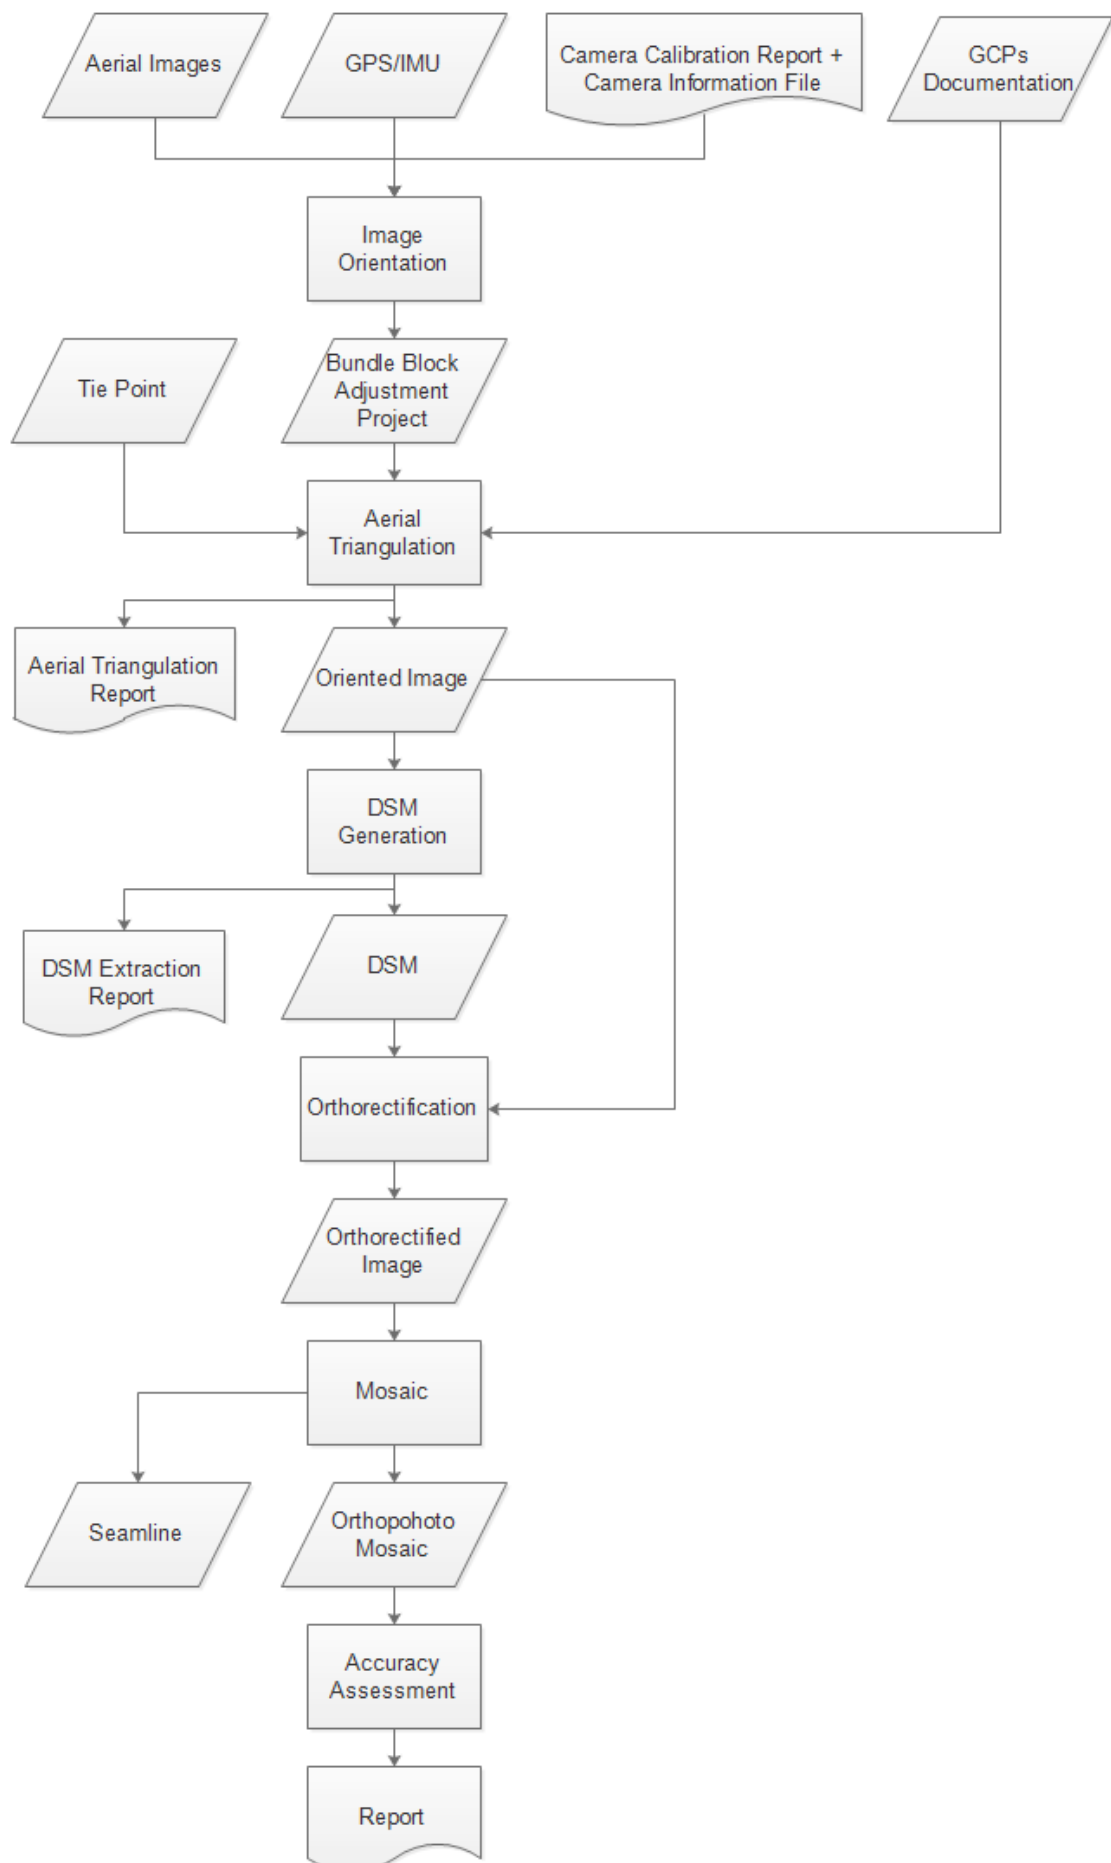 Aerial Images
GPS/IMU
Camera Calibration Report +
Camera Information File
GCPs
Documentation
Image
Orientation
Tie Point
Bundle Block
Adjustment
Project
Aerial
Triangulation
Aerial Triangulation
Report
Oriented Image
DSM
Generation
DSM Extraction
Report
DSM
Orthorectification
Orthorectified
Image
Mosaic
Seamline
Orthopohoto
Mosaic
Accuracy
Assessment
Report